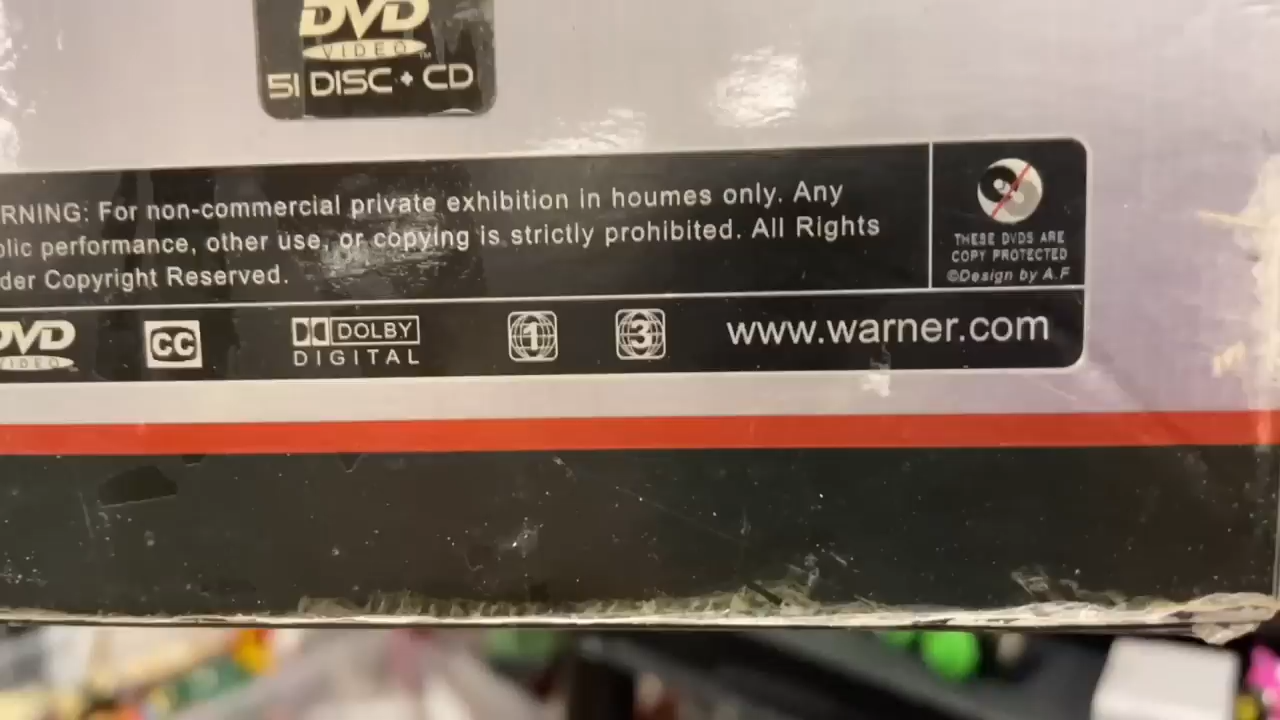 DVD
VIDEO™
51 DISC + CD
RNING: For non-commercial private exhibition in houmes only. Any
blic performance, other use, or copying is strictly prohibited. All Rights
der Copyright Reserved.
THESE DVDS ARE
COPY PROTECTED
©Design by A.F
DVD
VIDEO
CC
DOLBY
DIGITAL
1
3
www.warner.com